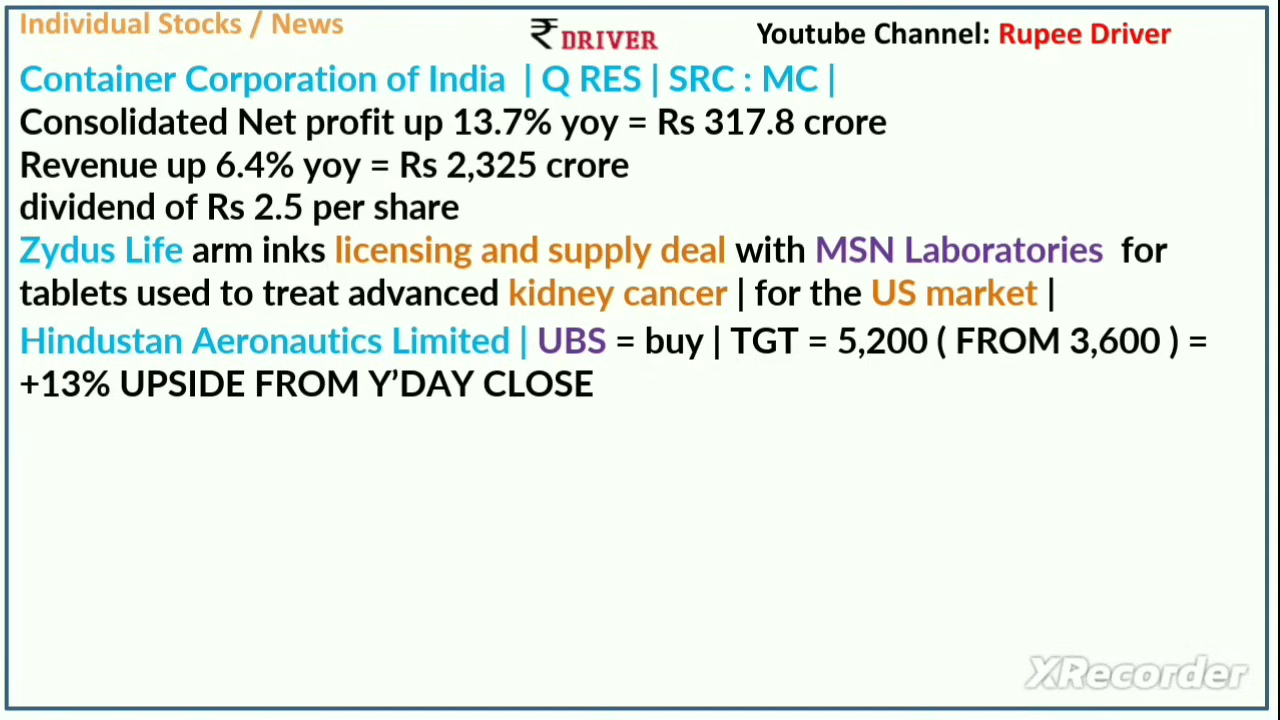 Individual Stocks / News
₹ DRIVER
Youtube Channel: Rupee Driver
Container Corporation of India | Q RES | SRC : MC |
Consolidated Net profit up 13.7% yoy = Rs 317.8 crore
Revenue up 6.4% yoy = Rs 2,325 crore
dividend of Rs 2.5 per share
Zydus Life arm inks licensing and supply deal with MSN Laboratories for
tablets used to treat advanced kidney cancer | for the US market |
Hindustan Aeronautics Limited | UBS = buy | TGT = 5,200 ( FROM 3,600 ) =
+13% UPSIDE FROM Y’DAY CLOSE
XRecorder